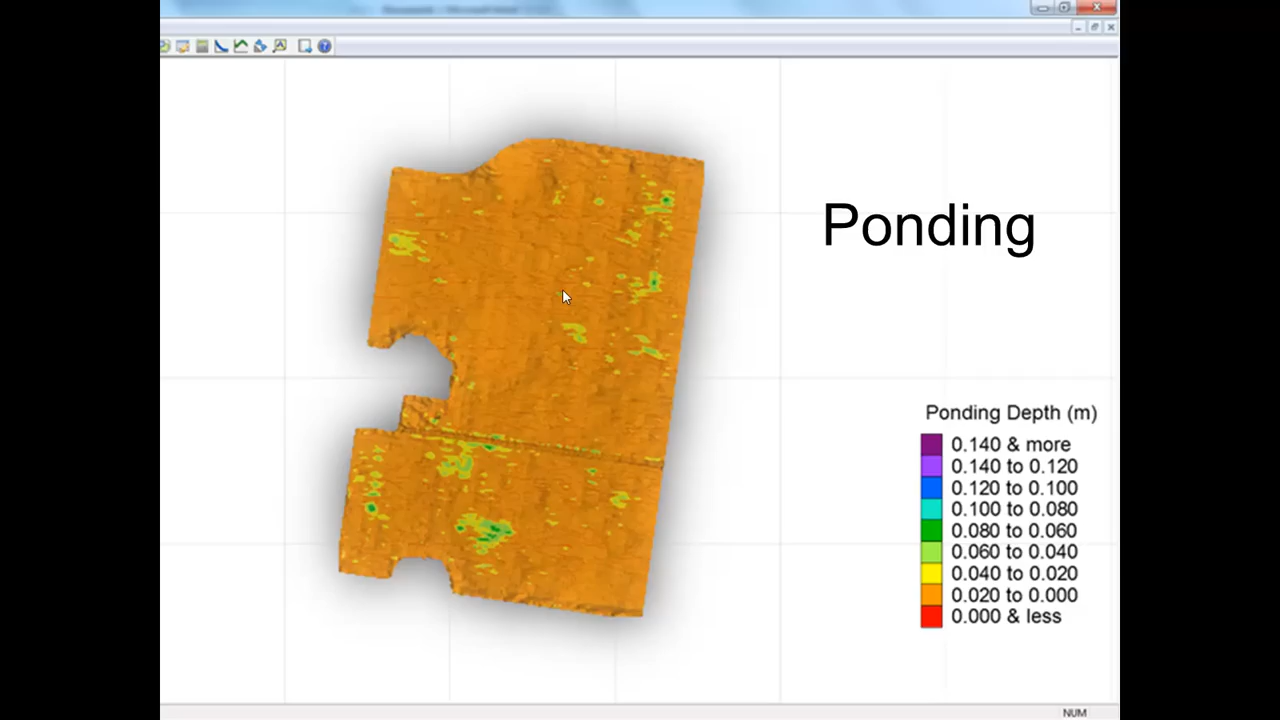 Ponding
Ponding Depth (m)
0.140 & more
0.140 to 0.120
0.120 to 0.100
0.100 to 0.080
0.080 to 0.060
0.060 to 0.040
0.040 to 0.020
0.020 to 0.000
0.000 & less
NUM